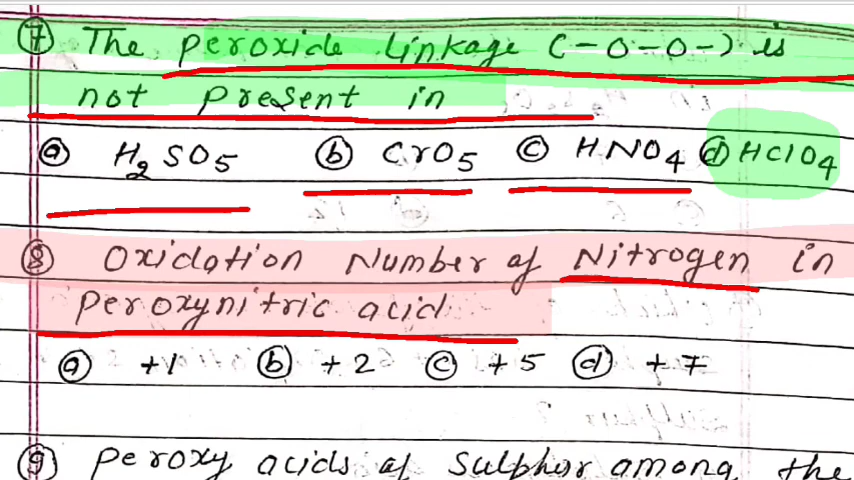 ⑦ The peroxide linkage (-O-O-) is
not present in
ⓐ H₂SO5 ⓑ CrO5 ⓒ HNO4 ⓓ HClO4
⑧ Oxidation Number of Nitrogen in
peroxynitric acid.
ⓐ +1 ⓑ +2 ⓒ +5 ⓓ +7
⑨ Peroxy acids of Sulphur among the